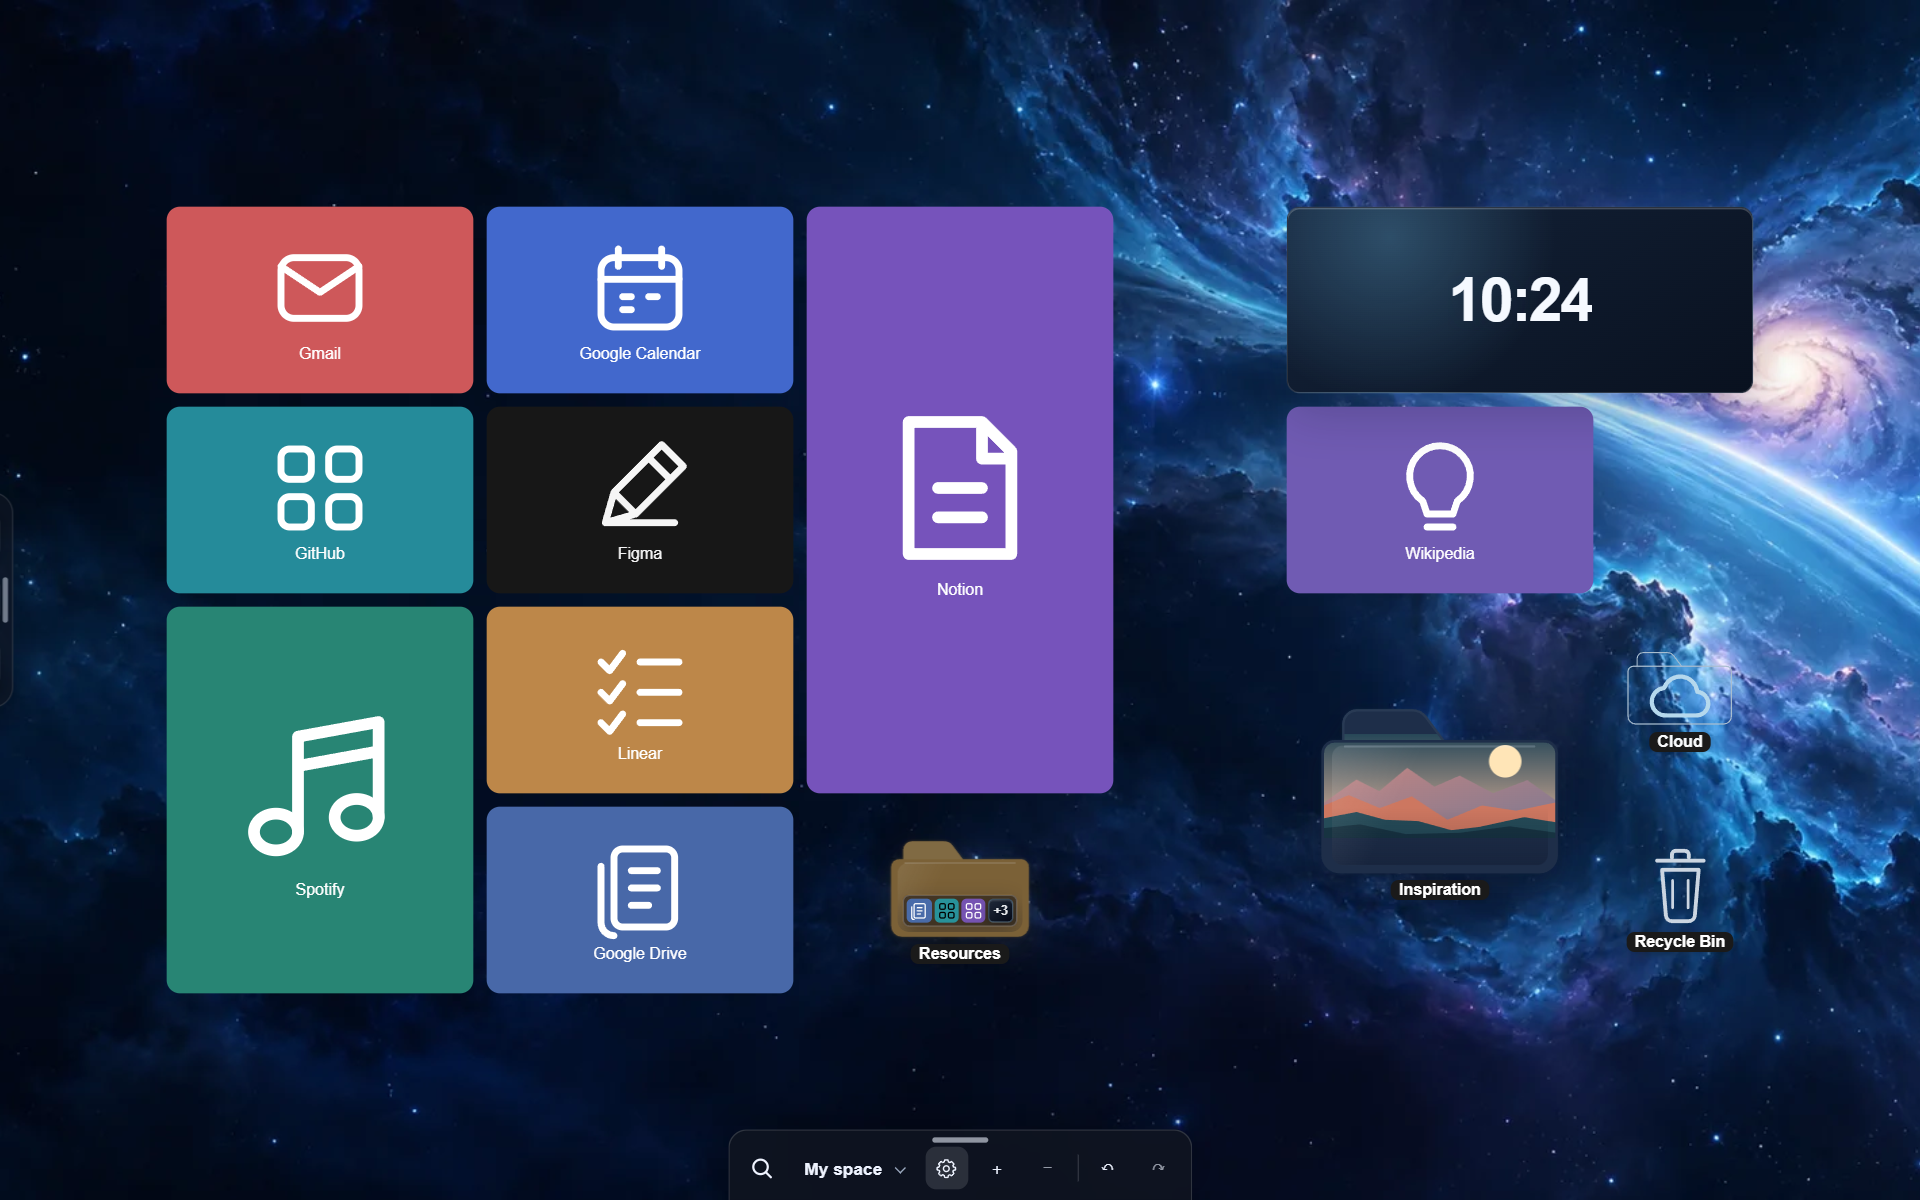 Gmail
Google Calendar
10:24
GitHub
Figma
Notion
Wikipedia
Spotify
Linear
Google Drive
+3
Resources
Inspiration
Cloud
Recycle Bin
My space